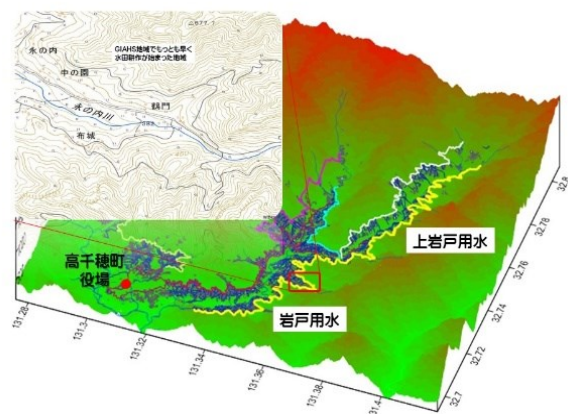 GIAHS地域でもっとも早く
水田耕作が始まった地域
永の内
中の園
鶴門
永の内川
布城
高千穂町
役場
上岩戸用水
岩戸用水
131.28
131.3
131.32
131.34
131.36
131.38
131.4
32.7
32.72
32.74
32.76
32.78
32.8